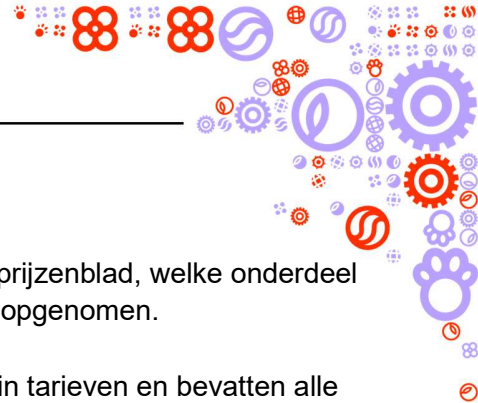 prijzenblad, welke onderdeel
opgenomen.
in tarieven en bevatten alle